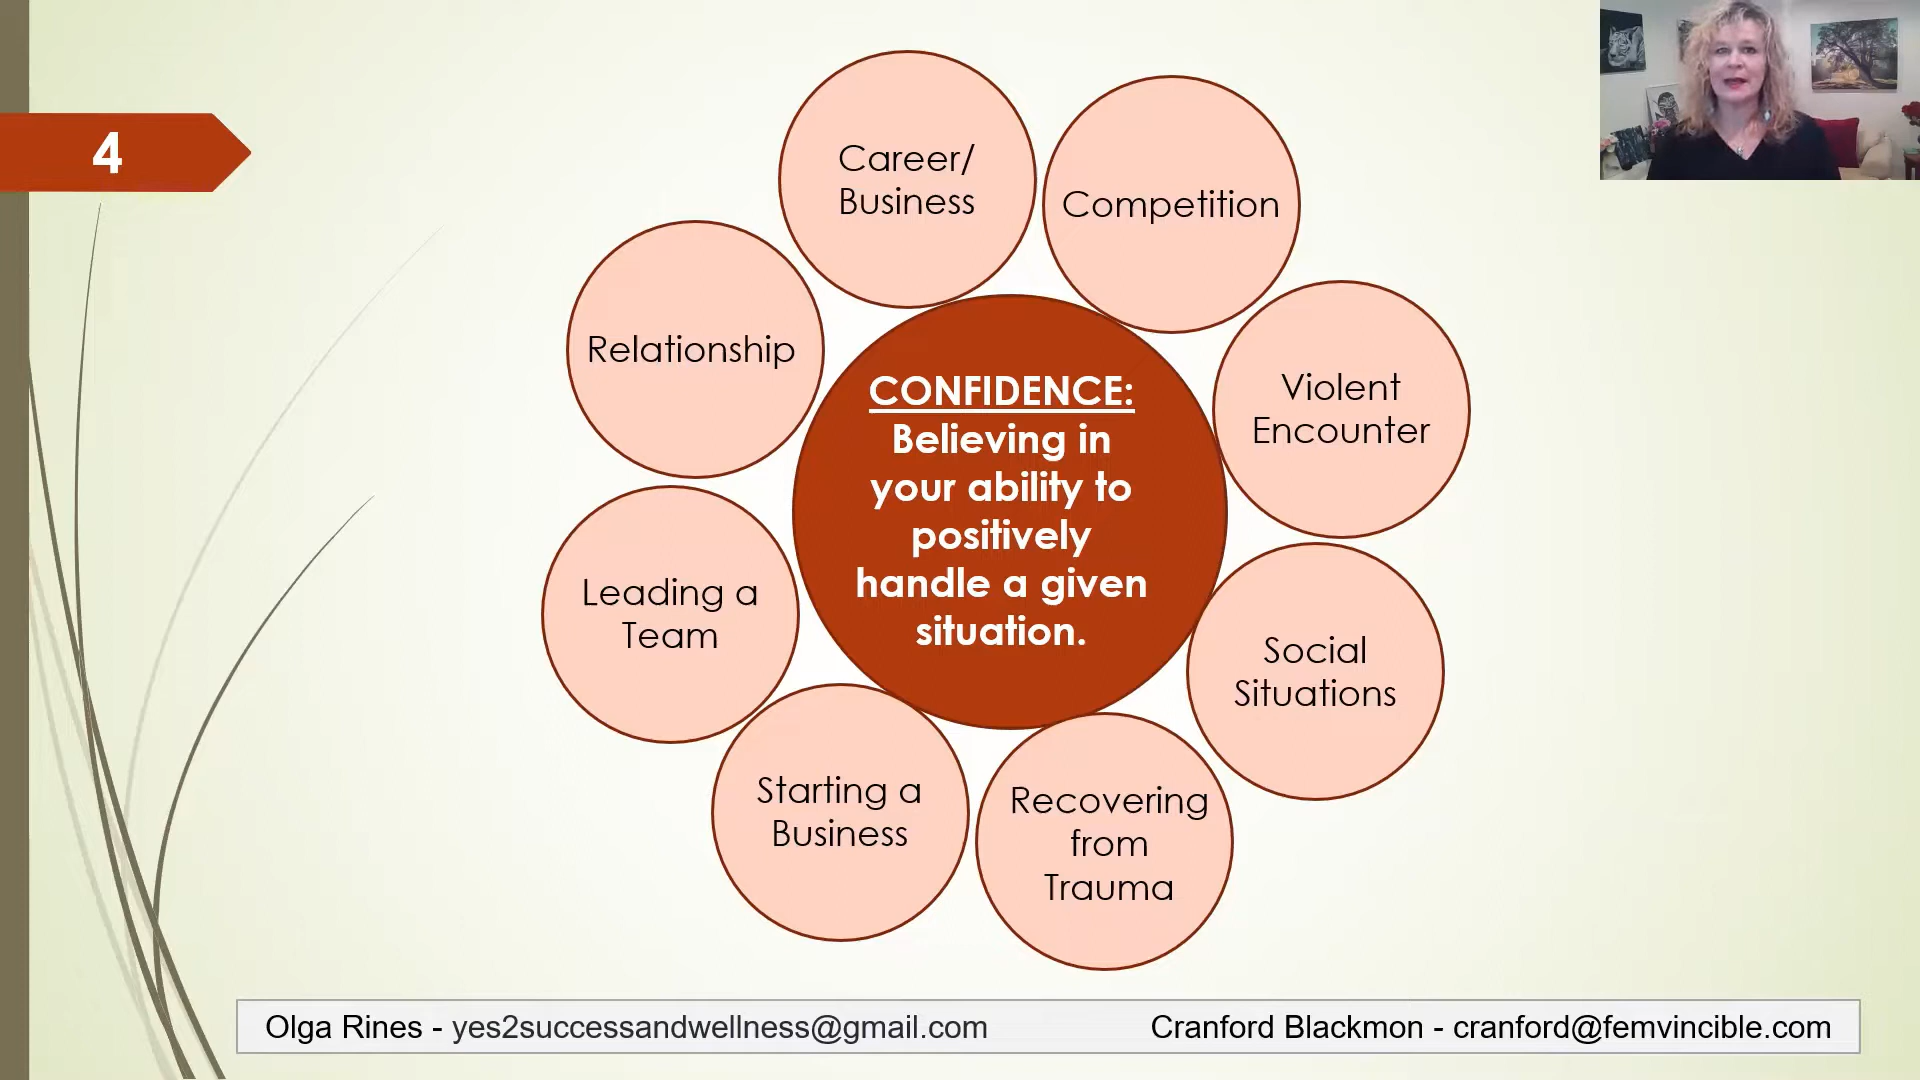 4
Career/
Business
Competition
Relationship
Violent
Encounter
CONFIDENCE:
Believing in
your ability to
positively
handle a given
situation.
Leading a
Team
Social
Situations
Starting a
Business
Recovering
from
Trauma
Olga Rines - yes2successandwellness@gmail.com
Cranford Blackmon - cranford@femvincible.com